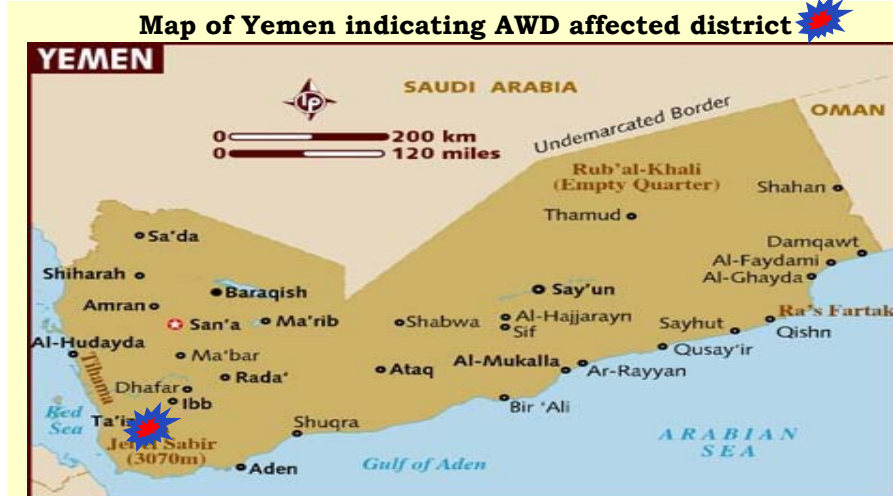 Map of Yemen indicating AWD affected district
YEMEN
SAUDI ARABIA
OMAN
0 200 km
0 120 miles
Undemarcated Border
Rub'al-Khali
(Empty Quarter)
Shahan
Thamud
Sa'da
Damqawt
Al-Faydami
Shiharah
Al-Ghayda
Baraqish
Say'un
Amran
Ra's Fartak
San'a
Ma'rib
Shabwa
Al-Hajjarayn
Sif
Sayhut
Qishn
Al-Hudayda
Ma'bar
Tihama
Qusay'ir
Al-Mukalla
Ar-Rayyan
Rada'
Ataq
Dhafar
Ibb
Bir 'Ali
Red
Sea
Shuqra
ARABIAN
SEA
Sabir
(3070m)
Aden
Gulf of Aden